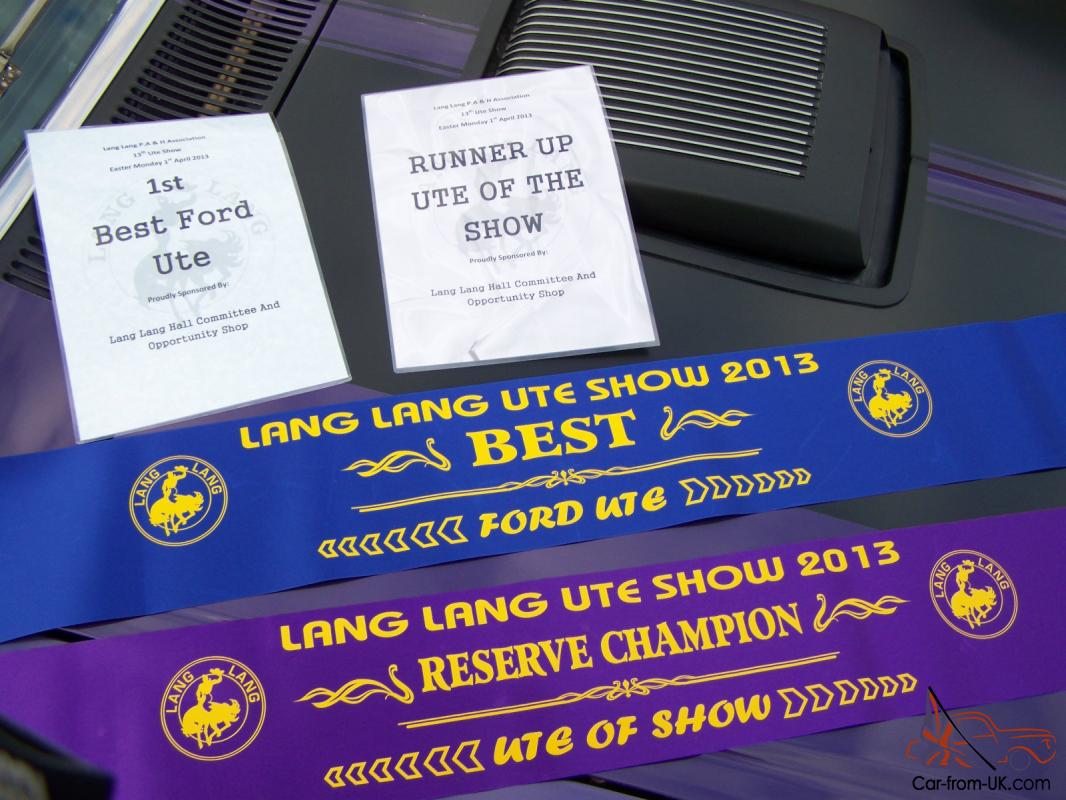 Lang Lang P.A & H Association
13th Ute Show
Easter Monday 1st April 2013
1st
Best Ford
Ute
Proudly Sponsored By:
Lang Lang Hall Committee And
Opportunity Shop
Lang Lang P.A & H Association
13th Ute Show
Easter Monday 1st April 2013
RUNNER UP
UTE OF THE
SHOW
Proudly Sponsored By:
Lang Lang Hall Committee And
Opportunity Shop
LANG LANG UTE SHOW 2013
BEST
FORD UTE
LANG LANG
LANG LANG
LANG LANG UTE SHOW 2013
RESERVE CHAMPION
UTE OF SHOW
LANG LANG
LANG LANG
Car-from-UK.com